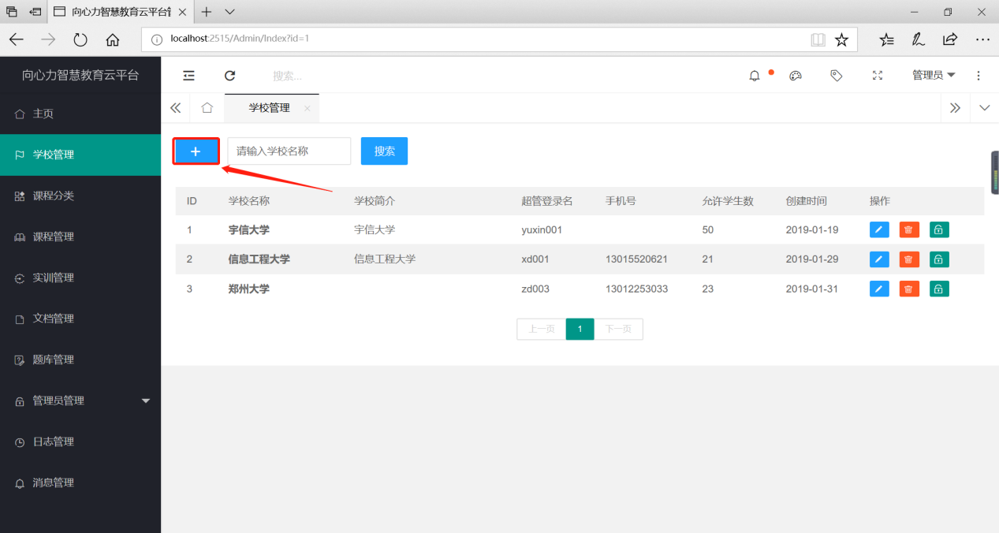 向心力智慧教育云平台管
localhost:2515/Admin/Index?id=1
向心力智慧教育云平台
搜索...
管理员
主页
学校管理
学校管理
课程分类
课程管理
实训管理
文档管理
题库管理
管理员管理
日志管理
消息管理
请输入学校名称
搜索
ID 学校名称 学校简介 超管登录名 手机号 允许学生数 创建时间 操作
1 宇信大学 宇信大学 yuxin001 50 2019-01-19
2 信息工程大学 信息工程大学 xd001 13015520621 21 2019-01-29
3 郑州大学 zd003 13012253033 23 2019-01-31
上一页 1 下一页